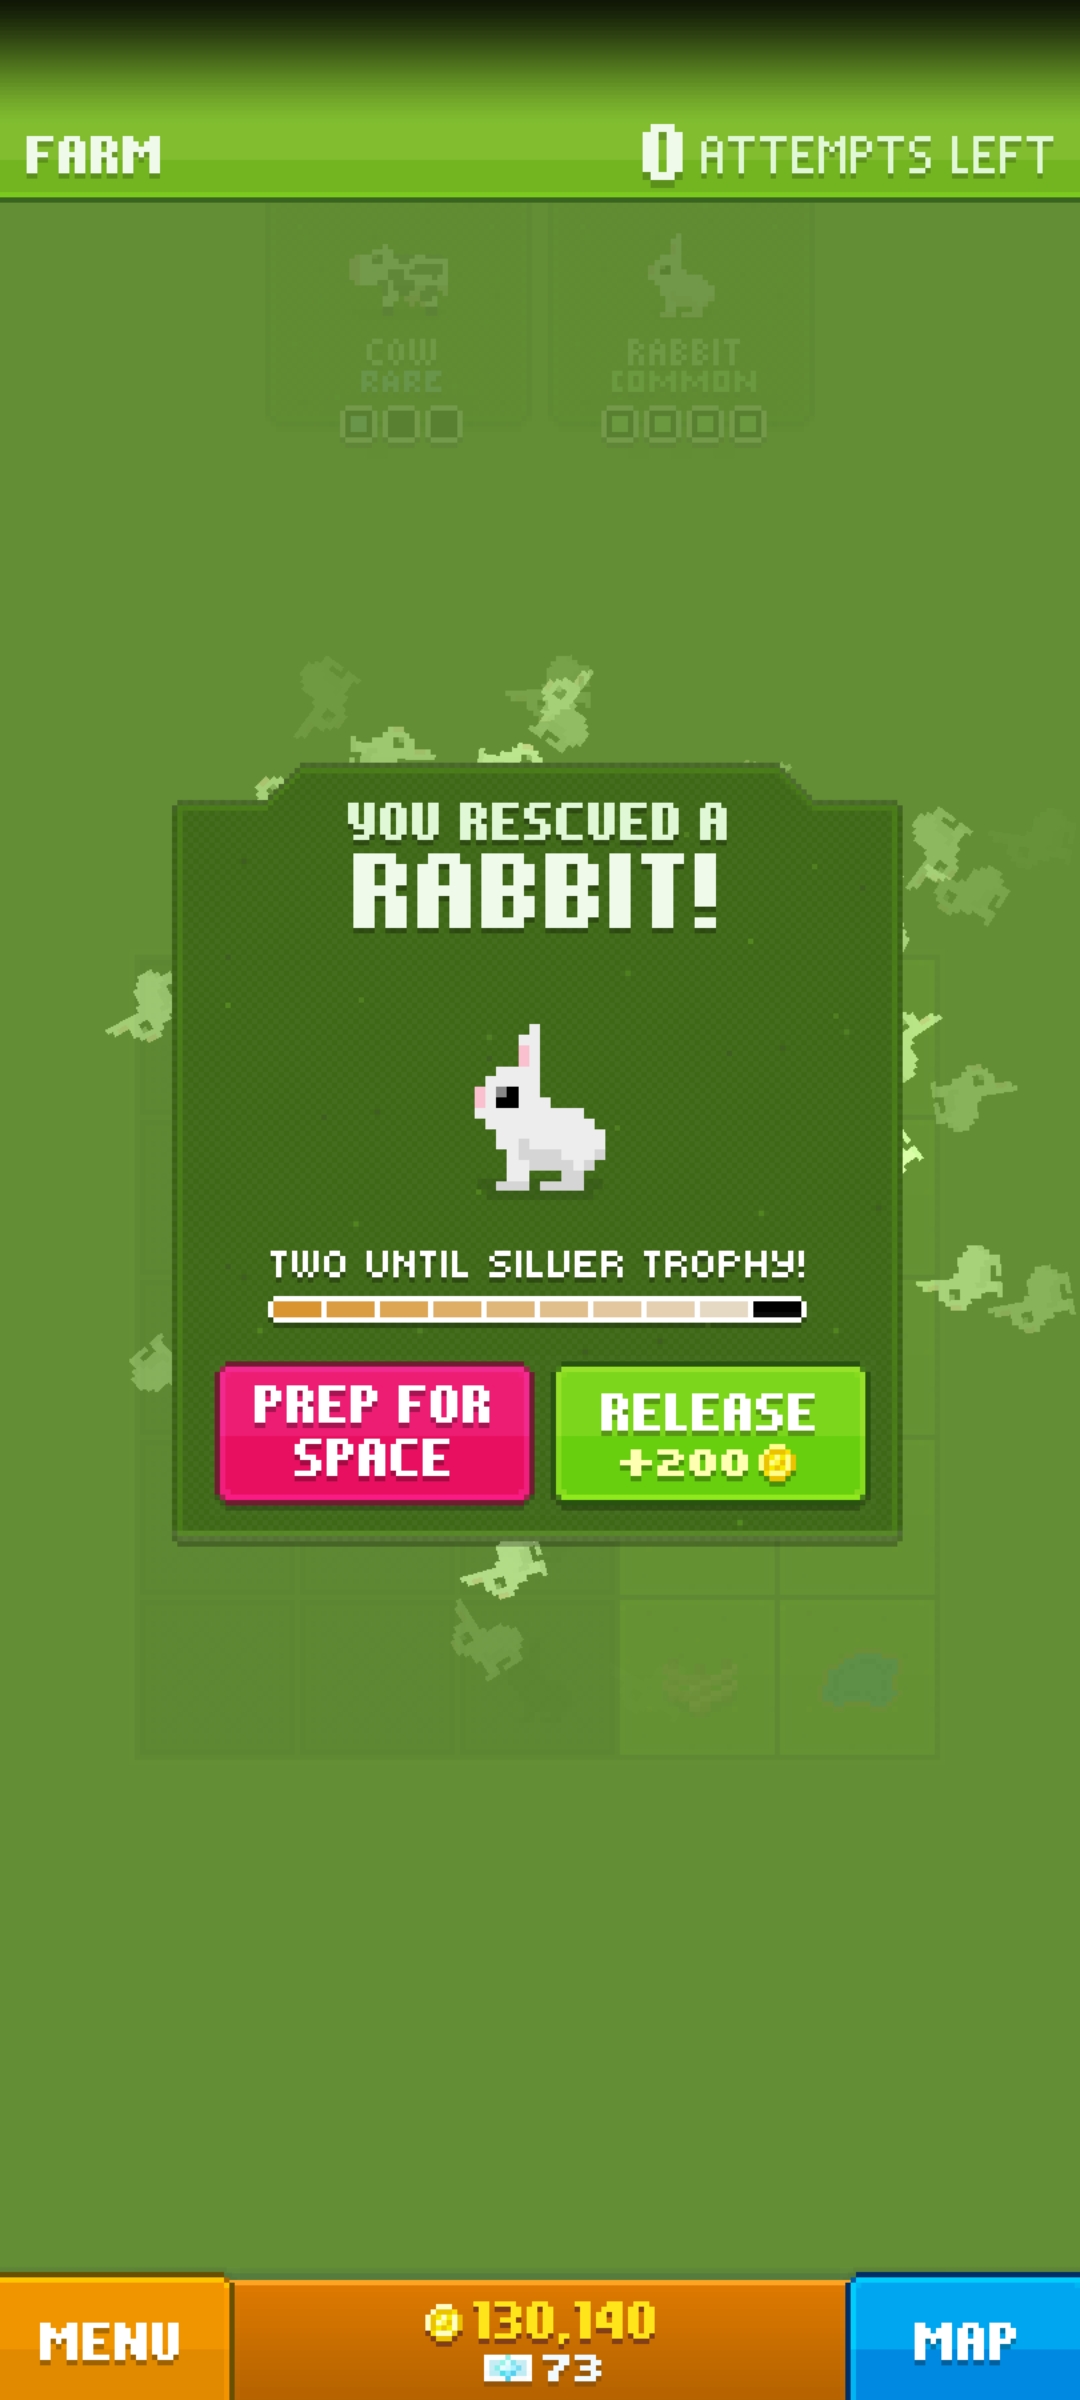 FARM
0 ATTEMPTS LEFT
COW
RARE
RABBIT
COMMON
YOU RESCUED A
RABBIT!
TWO UNTIL SILVER TROPHY!
PREP FOR
SPACE
RELEASE
+200
MENU
130,140
73
MAP